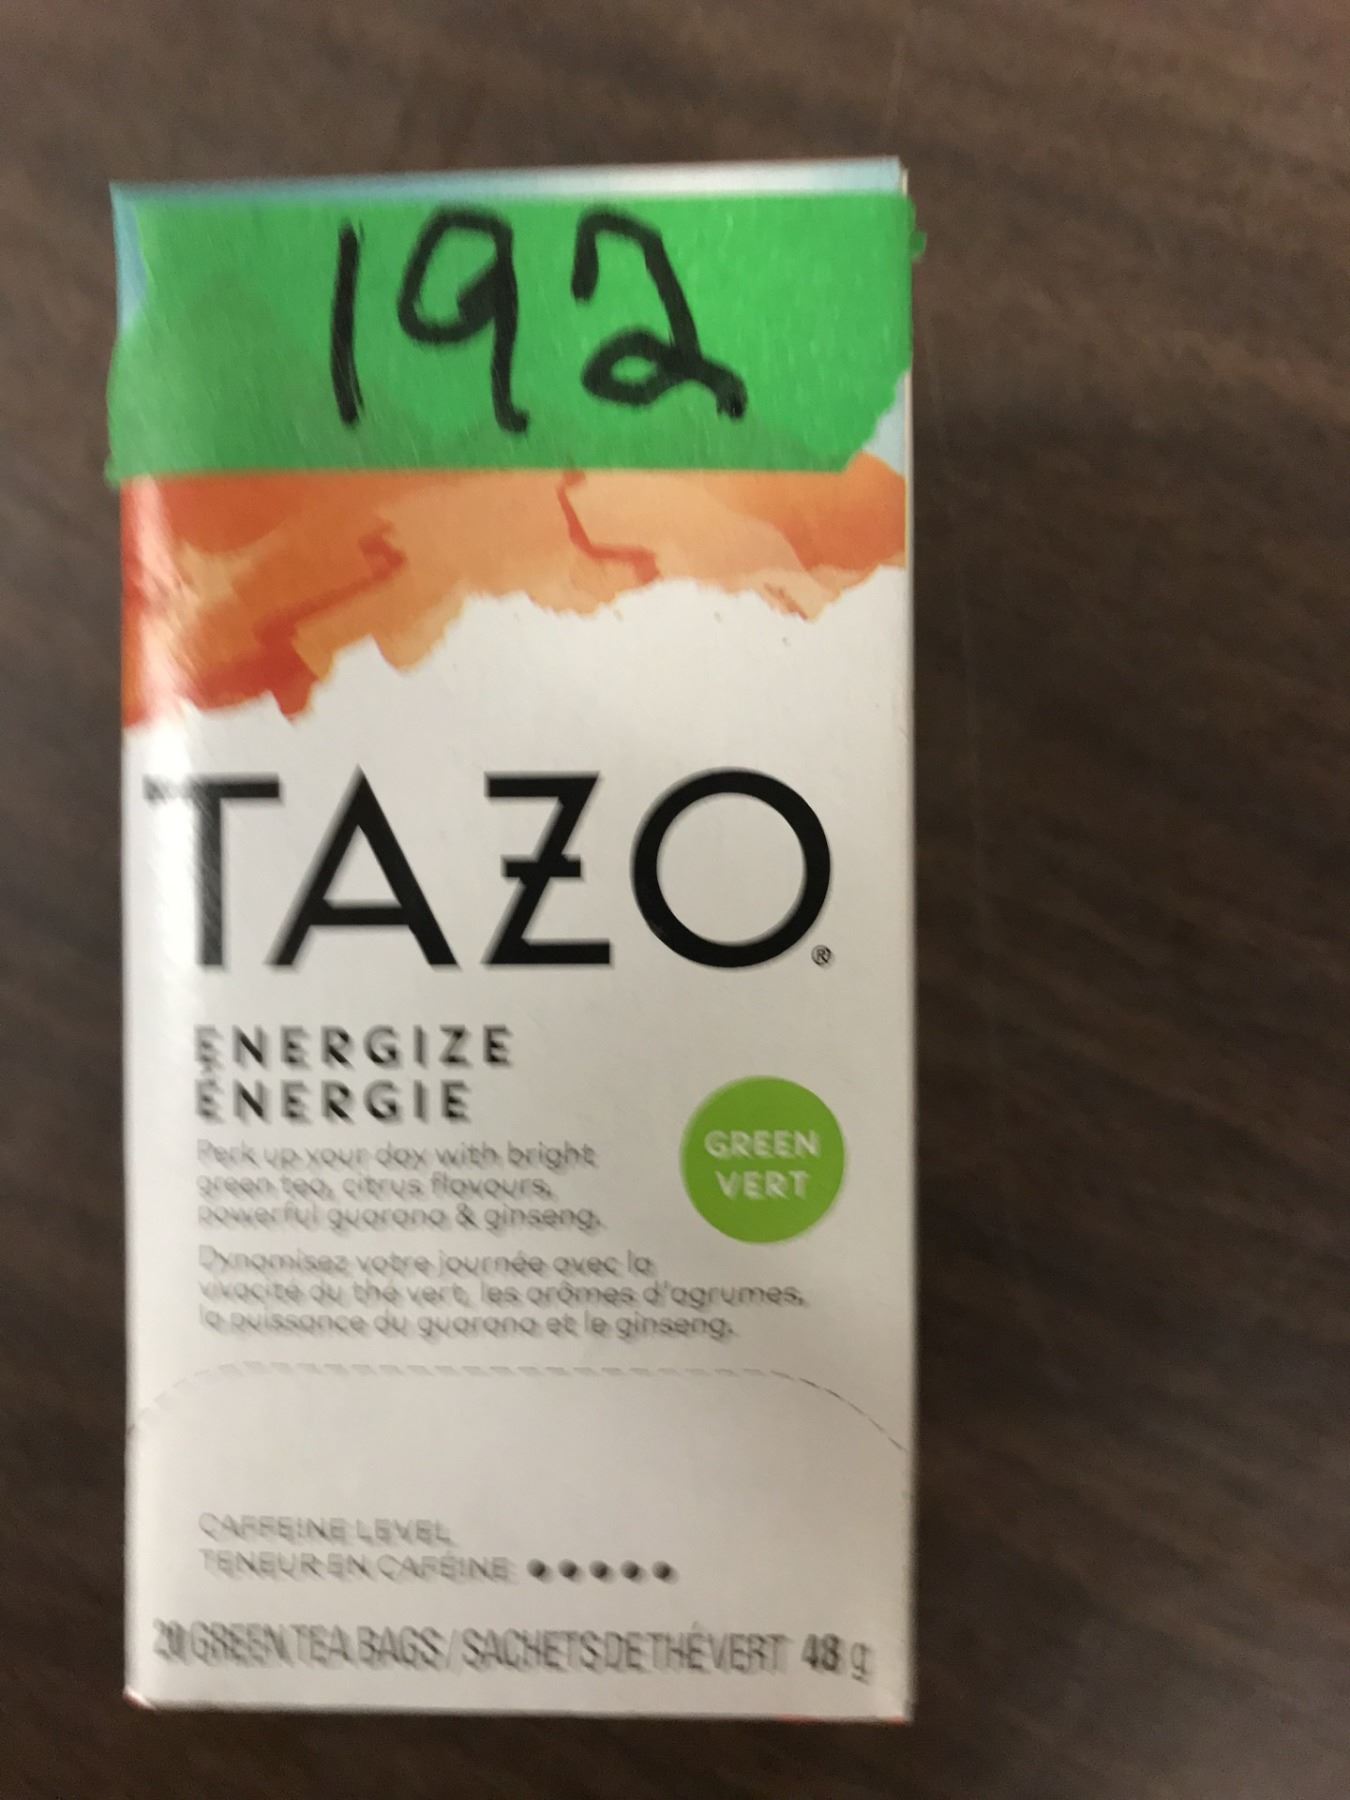 192
TAZO®
ENERGIZE
ÉNERGIE
Perk up your day with bright
green tea, citrus flavours,
powerful guarana & ginseng.
GREEN
VERT
Dynamisez votre journée avec la
vivacité du thé vert, les arômes d'agrumes,
la puissance du guarana et le ginseng.
CAFFEINE LEVEL
TENEUR EN CAFÉINE •••••
20 GREEN TEA BAGS / SACHETS DE THÉ VERT 48 g